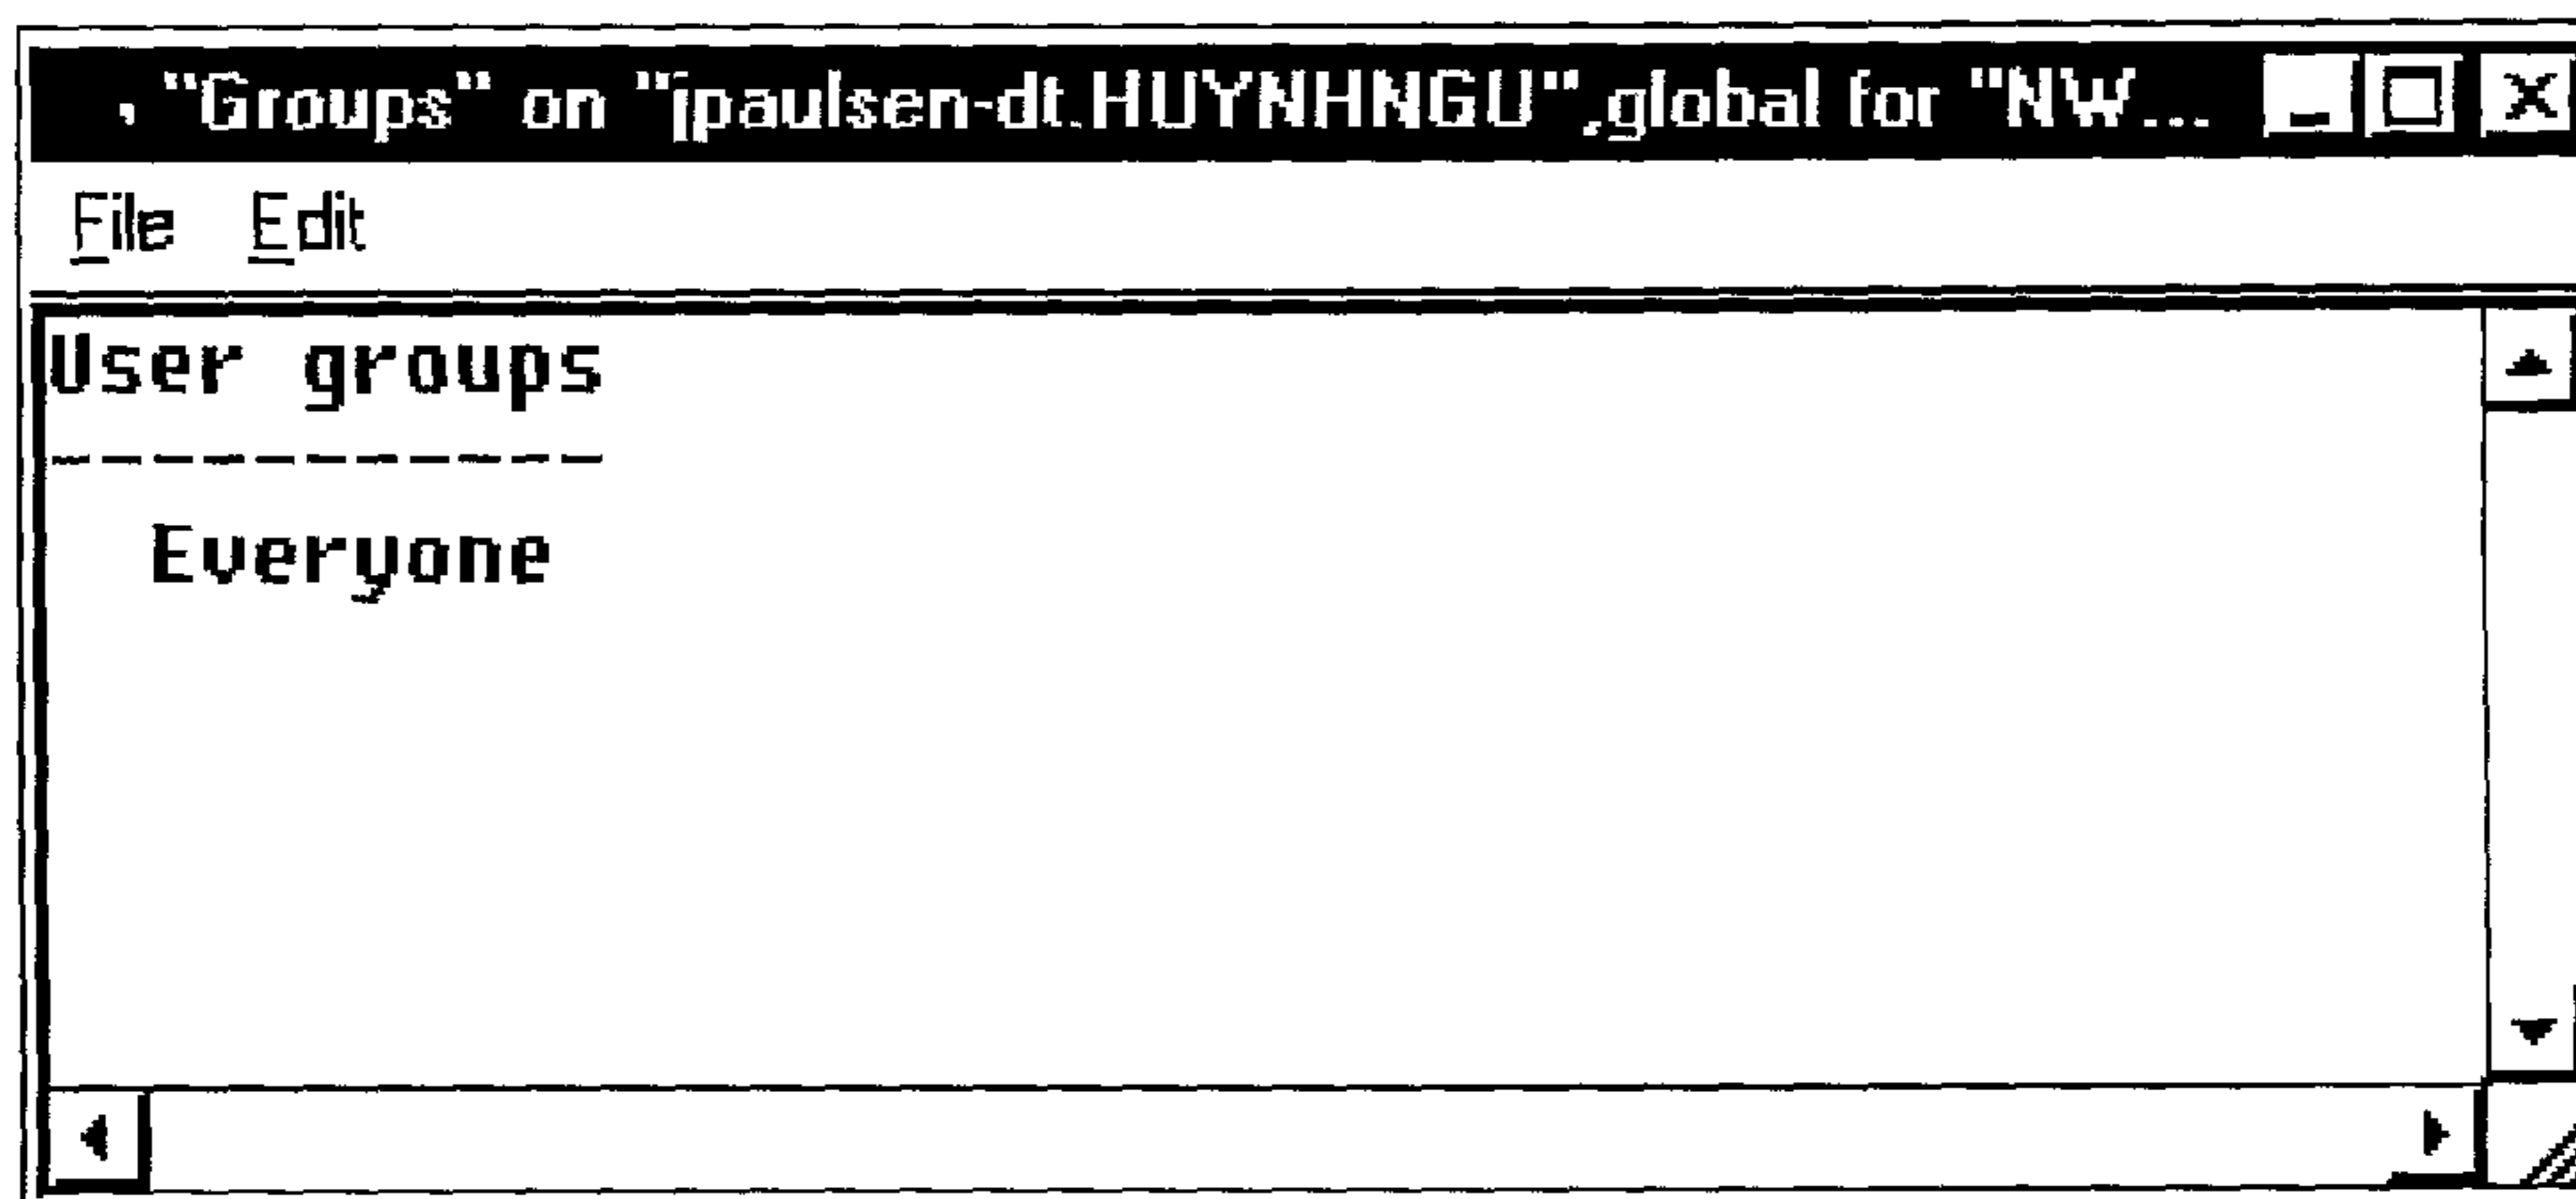 , "Groups" on "jpaulsen-dt.HUYNHNGU",global for "NW...
File Edit
User groups
-----------
Everyone